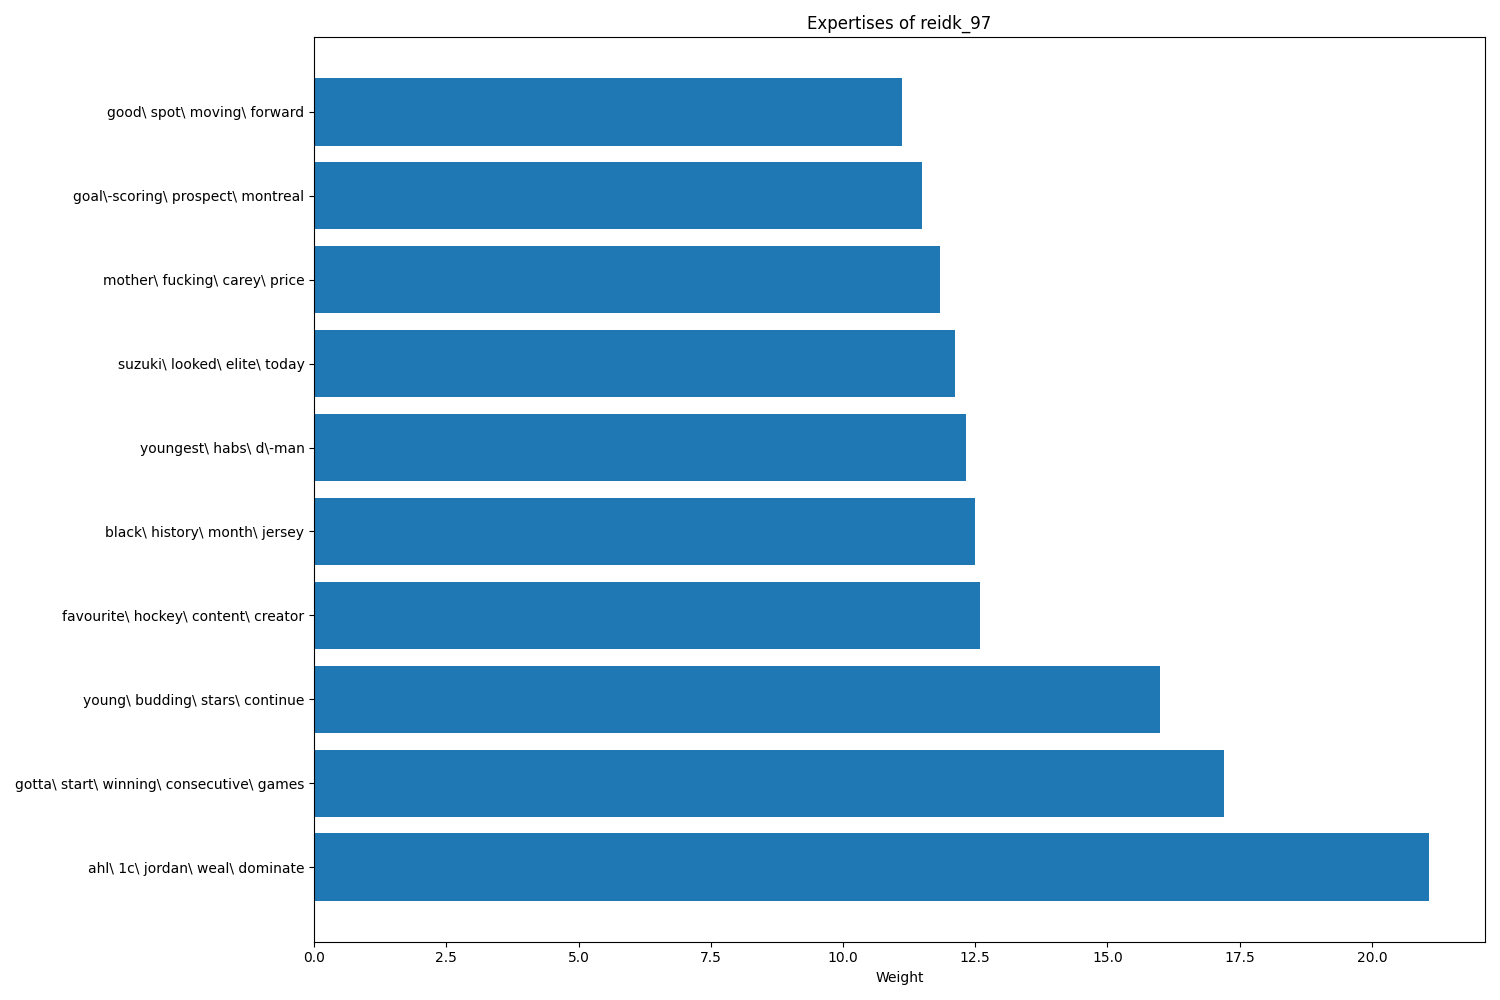 Expertises of reidk_97
good\ spot\ moving\ forward
goal\-scoring\ prospect\ montreal
mother\ fucking\ carey\ price
suzuki\ looked\ elite\ today
youngest\ habs\ d\-man
black\ history\ month\ jersey
favourite\ hockey\ content\ creator
young\ budding\ stars\ continue
gotta\ start\ winning\ consecutive\ games
ahl\ 1c\ jordan\ weal\ dominate
0.0 2.5 5.0 7.5 10.0 12.5 15.0 17.5 20.0
Weight